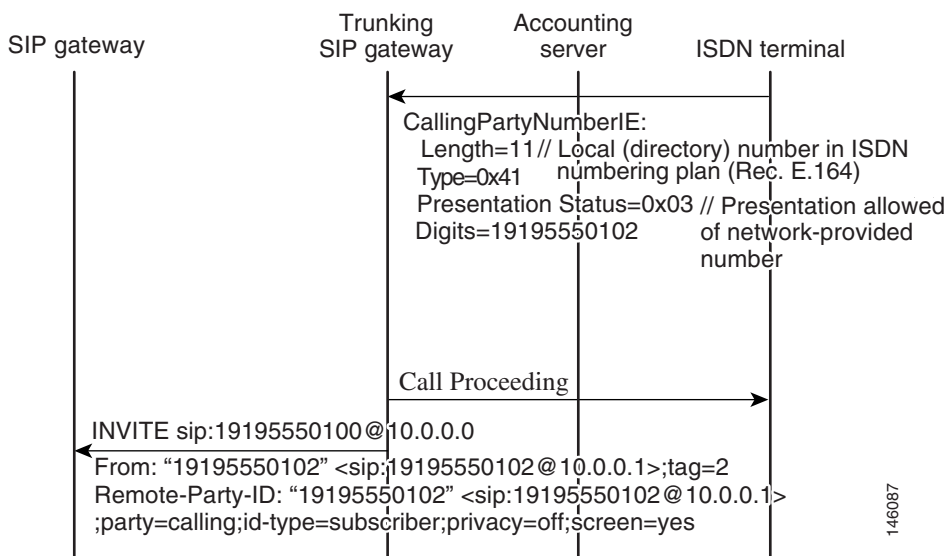 SIP gateway
Trunking
SIP gateway
Accounting
server
ISDN terminal
CallingPartyNumberIE:
Length=11// Local (directory) number in ISDN
numbering plan (Rec. E.164)
Type=0x41
Presentation Status=0x03 // Presentation allowed
of network-provided
number
Digits=19195550102
Call Proceeding
INVITE sip:19195550100@10.0.0.0
From: “19195550102” <sip:19195550102@10.0.0.1>;tag=2
Remote-Party-ID: “19195550102” <sip:19195550102@10.0.0.1>
;party=calling;id-type=subscriber;privacy=off;screen=yes
146087